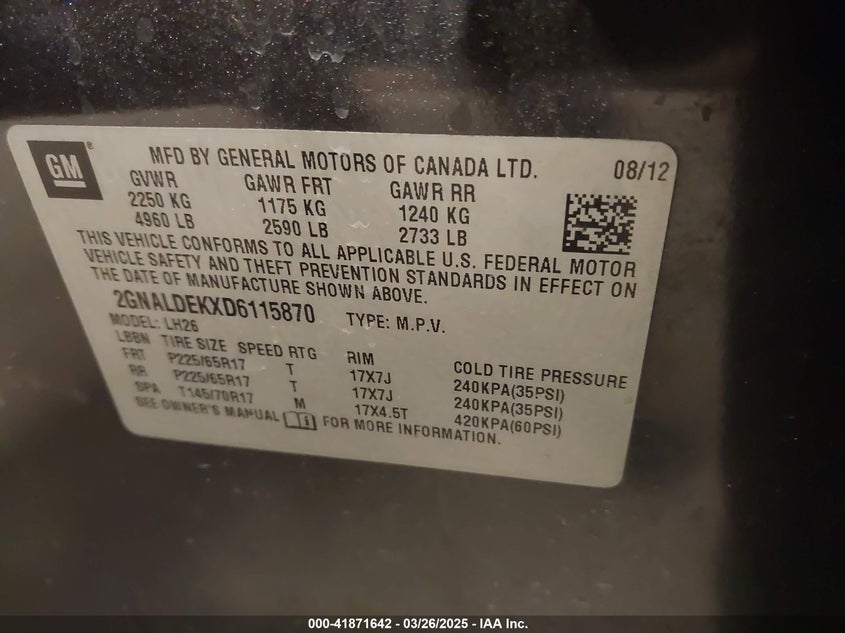 GM
®
MFD BY GENERAL MOTORS OF CANADA LTD.
08/12
GVWR GAWR FRT GAWR RR
2250 KG 1175 KG 1240 KG
4960 LB 2590 LB 2733 LB
THIS VEHICLE CONFORMS TO ALL APPLICABLE U.S. FEDERAL MOTOR
VEHICLE SAFETY AND THEFT PREVENTION STANDARDS IN EFFECT ON
THE DATE OF MANUFACTURE SHOWN ABOVE.
2GNALDEKXD6115870 TYPE: M.P.V.
MODEL: LH26
LBBN TIRE SIZE SPEED RTG RIM COLD TIRE PRESSURE
FRT P225/65R17 T 17X7J 240KPA(35PSI)
RR P225/65R17 T 17X7J 240KPA(35PSI)
SPA T145/70R17 M 17X4.5T 420KPA(60PSI)
SEE OWNER'S MANUAL FOR MORE INFORMATION.
000-41871642 - 03/26/2025 - IAA Inc.